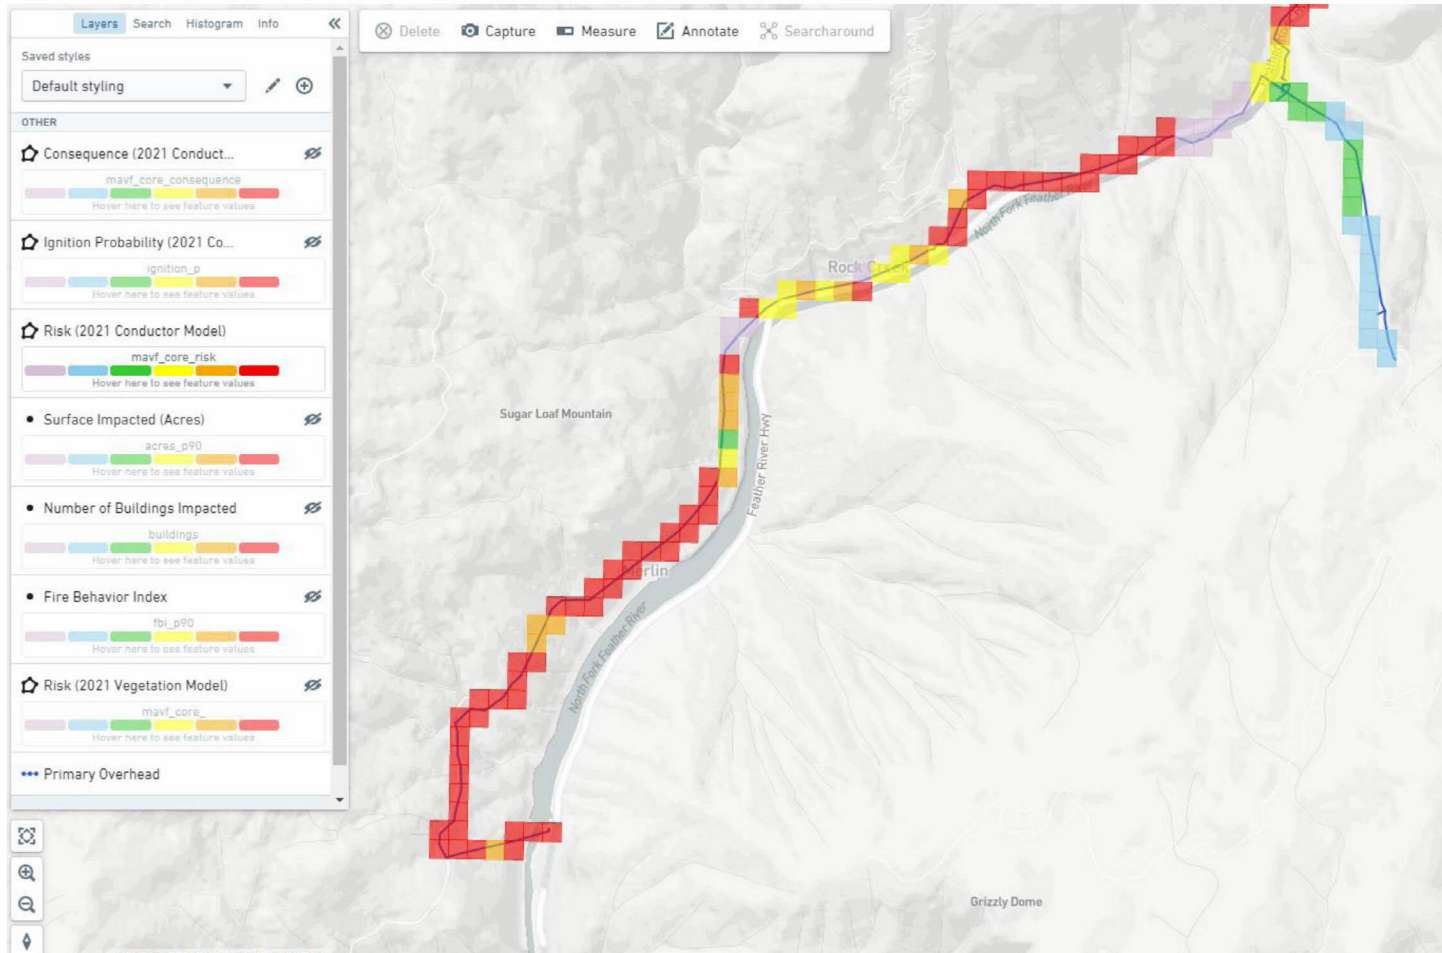 Layers Search Histogram Info
Delete Capture Measure Annotate Searcharound
Saved styles
Default styling
OTHER
Consequence (2021 Conduct...
mavf_core_consequence
Hover here to see feature values
Ignition Probability (2021 Co...
ignition_p
Hover here to see feature values
Risk (2021 Conductor Model)
mavf_core_risk
Hover here to see feature values
Surface Impacted (Acres)
acres_p90
Hover here to see feature values
Number of Buildings Impacted
buildings
Hover here to see feature values
Fire Behavior Index
fbi_p90
Hover here to see feature values
Risk (2021 Vegetation Model)
mavf_core_
Hover here to see feature values
Primary Overhead
North Fork Feather River
Rock Creek
Sugar Loaf Mountain
Feather River Hwy
Merlin
North Fork Feather River
Grizzly Dome